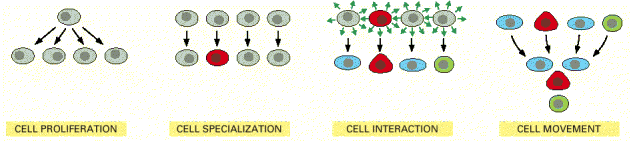 CELL PROLIFERATION
CELL SPECIALIZATION
CELL INTERACTION
CELL MOVEMENT